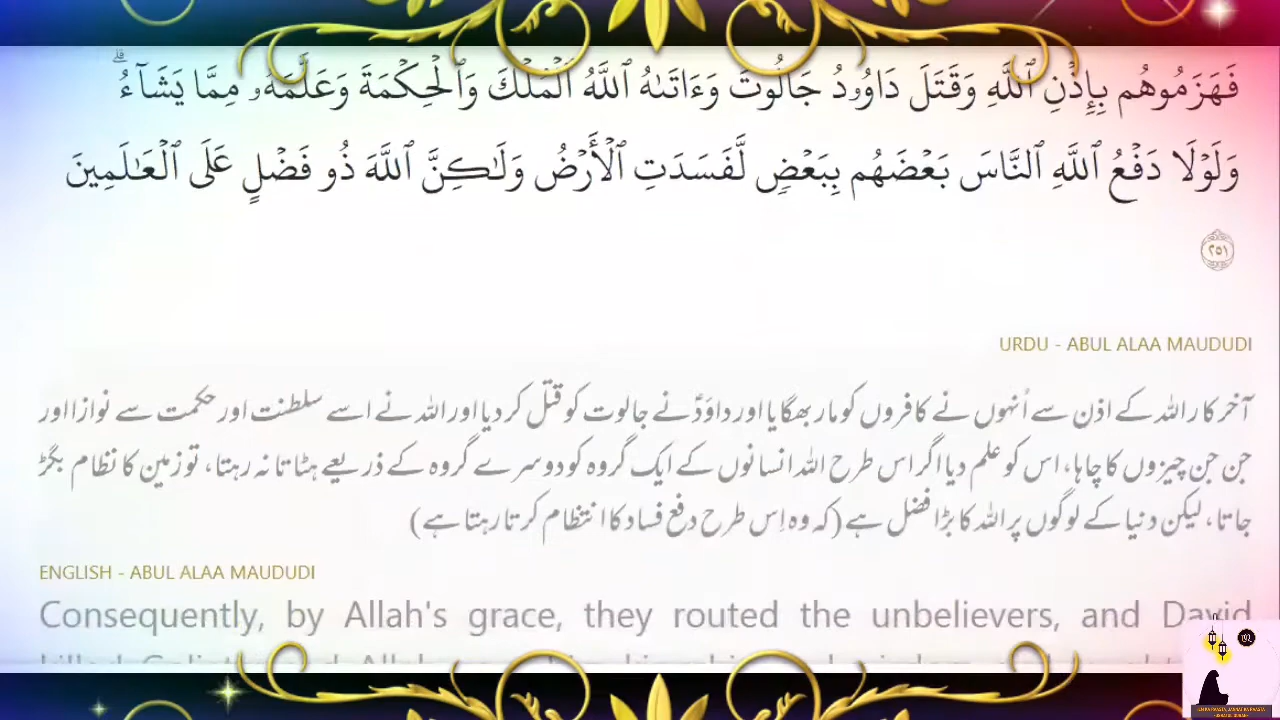 فَهَزَمُوهُم بِإِذْنِ ٱللَّهِ وَقَتَلَ دَاوُۥدُ جَالُوتَ وَءَاتَىٰهُ ٱللَّهُ ٱلْمُلْكَ وَٱلْحِكْمَةَ وَعَلَّمَهُۥ مِمَّا يَشَآءُ ۗ
وَلَوْلَا دَفْعُ ٱللَّهِ ٱلنَّاسَ بَعْضَهُم بِبَعْضٍ لَّفَسَدَتِ ٱلْأَرْضُ وَلَـٰكِنَّ ٱللَّهَ ذُو فَضْلٍ عَلَى ٱلْعَـٰلَمِينَ
٢٥١
URDU - ABUL ALAA MAUDUDI
آخر کار اللہ کے اذن سے اُنہوں نے کافروں کو مار بھگایا اور داؤدؑ نے جالوت کو قتل کر دیا اور اللہ نے اسے سلطنت اور حکمت سے نوازا اور
جن جن چیزوں کا چاہا، اس کو علم دیا اگر اس طرح اللہ انسانوں کے ایک گروہ کو دوسرے گروہ کے ذریعے ہٹاتا نہ رہتا، تو زمین کا نظام بگڑ
جاتا، لیکن دنیا کے لوگوں پر اللہ کا بڑا فضل ہے (کہ وہ اِس طرح دفع فساد کا انتظام کرتا رہتا ہے)
ENGLISH - ABUL ALAA MAUDUDI
Consequently, by Allah's grace, they routed the unbelievers, and David